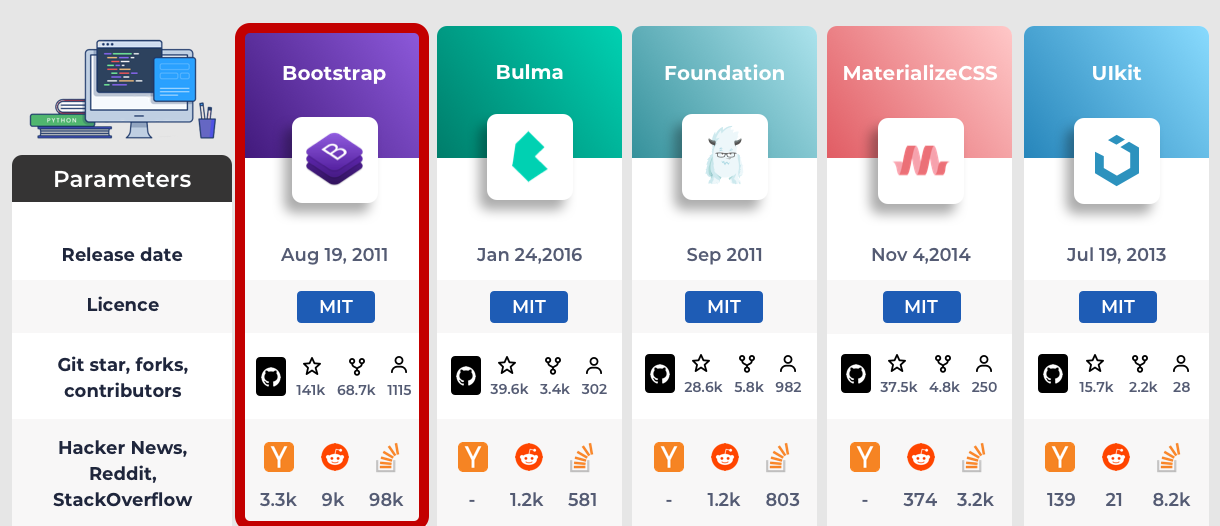 Bootstrap
Bulma
Foundation
MaterializeCSS
UIkit
PYTHON
B
Parameters
Release date
Aug 19, 2011
Jan 24,2016
Sep 2011
Nov 4,2014
Jul 19, 2013
Licence
MIT
MIT
MIT
MIT
MIT
Git star, forks,
contributors
141k 68.7k 1115
39.6k 3.4k 302
28.6k 5.8k 982
37.5k 4.8k 250
15.7k 2.2k 28
Hacker News,
Reddit,
StackOverflow
Y
Y
Y
Y
Y
3.3k 9k 98k
- 1.2k 581
- 1.2k 803
- 374 3.2k
139 21 8.2k